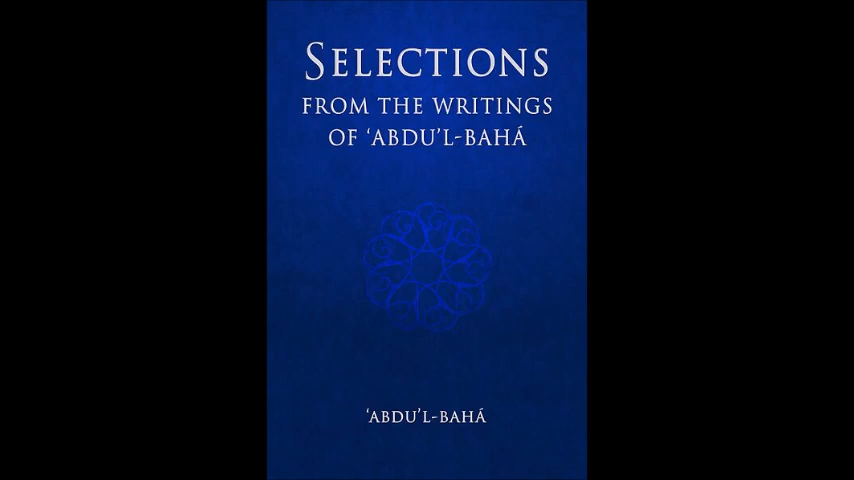 SELECTIONS
FROM THE WRITINGS
OF ‘ABDU’L-BAHÁ
‘ABDU’L-BAHÁ